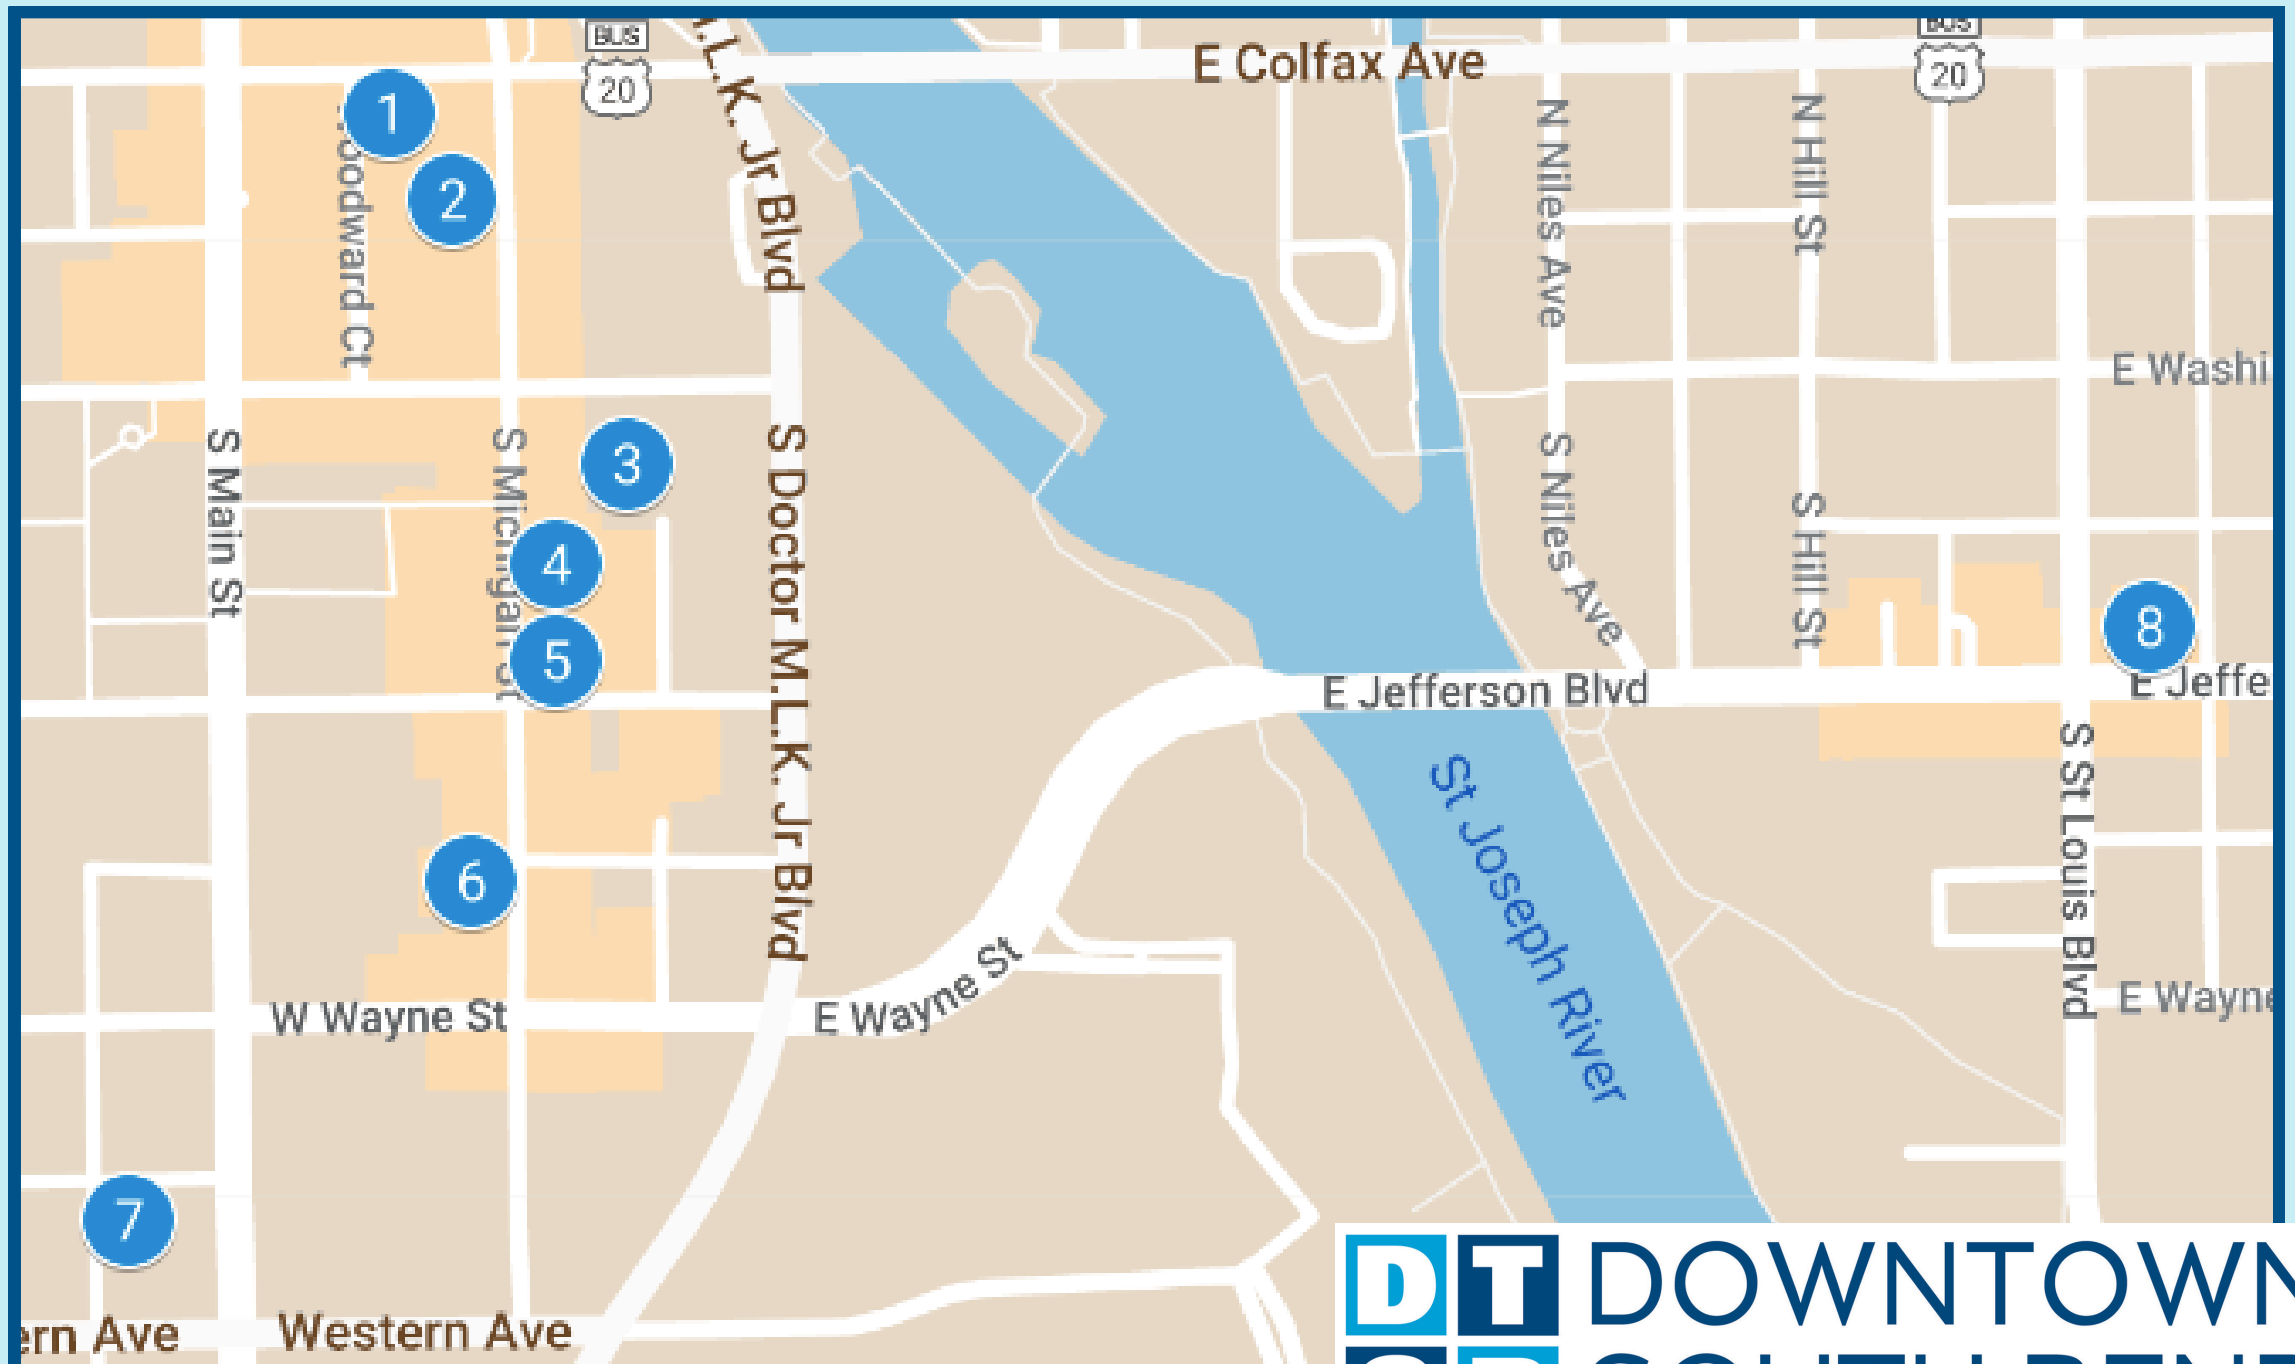 BUS
20
E Colfax Ave
BUS
20
Jr Blvd
1
2
N Niles Ave
N Hill St
E Washi
S Main St
3
S Doctor M.L.K. Jr Blvd
S Niles Ave
S Hill St
4
5
8
E Jefferson Blvd
E Jeffe
St Joseph River
S St Louis Blvd
6
W Wayne St
E Wayne St
E Wayne
7
ern Ave
Western Ave
DT DOWNTOWN